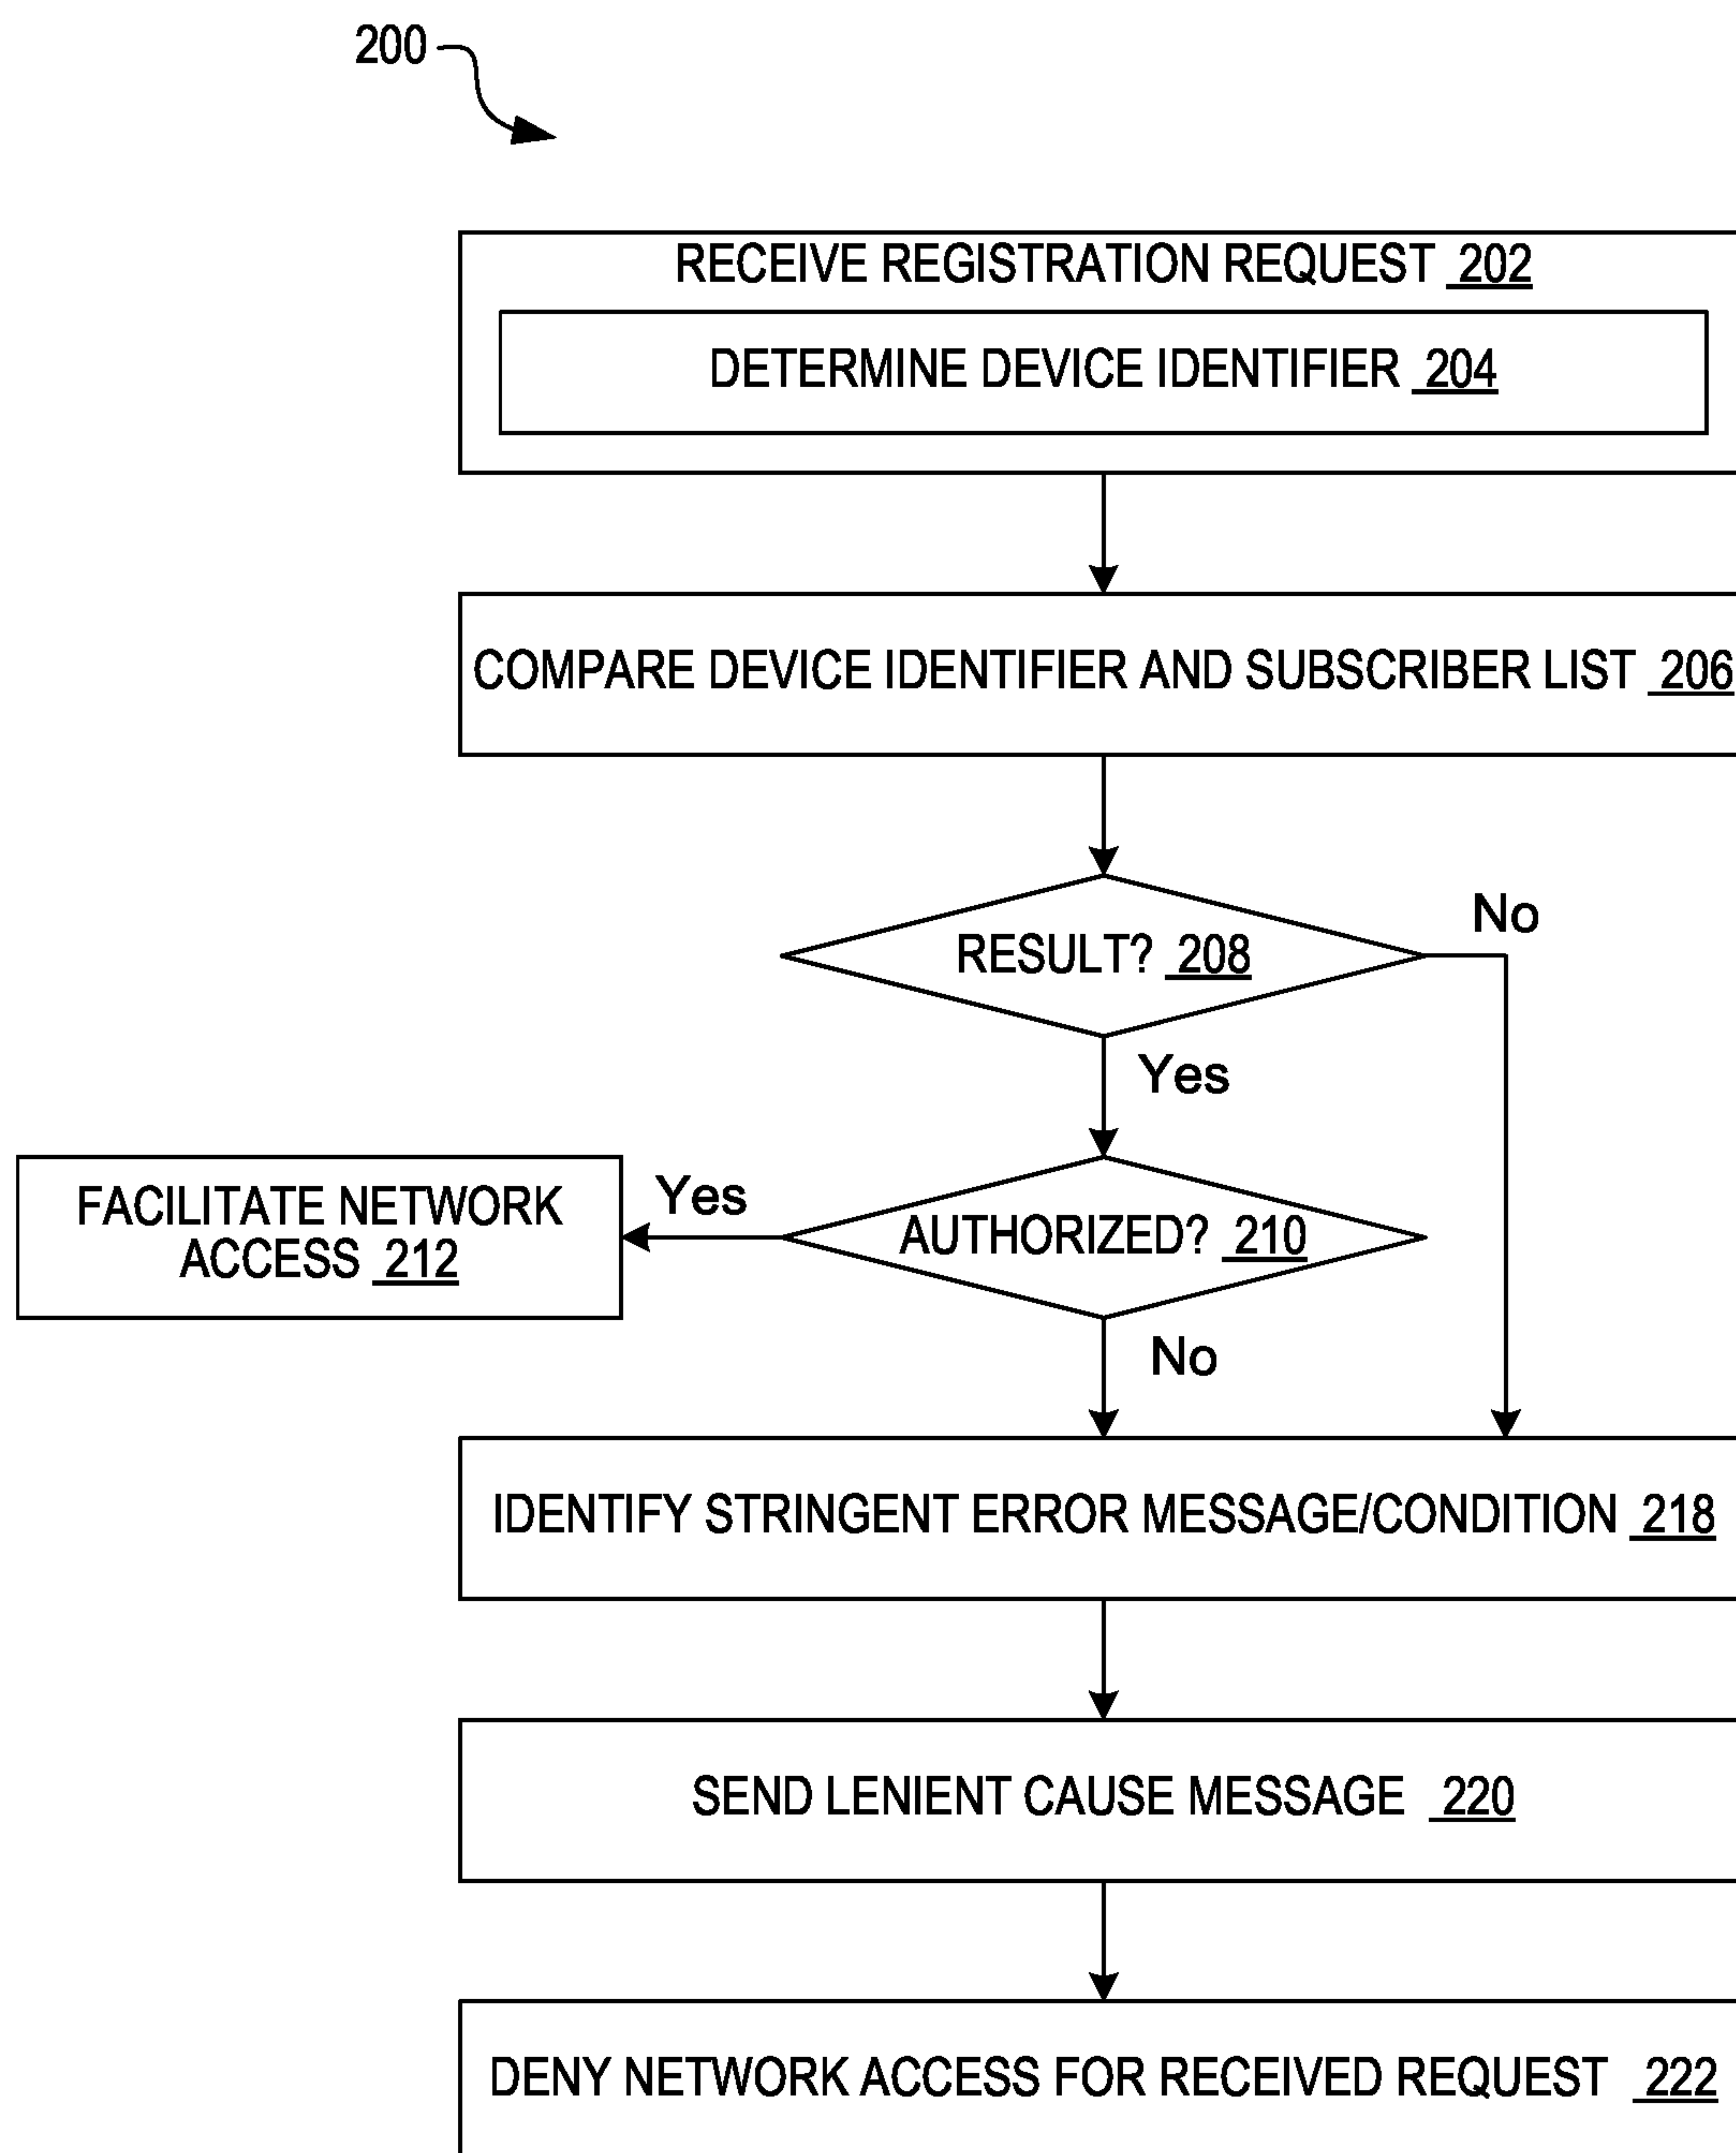 200
RECEIVE REGISTRATION REQUEST 202
DETERMINE DEVICE IDENTIFIER 204
COMPARE DEVICE IDENTIFIER AND SUBSCRIBER LIST 206
RESULT? 208
No
Yes
FACILITATE NETWORK
ACCESS 212
Yes
AUTHORIZED? 210
No
IDENTIFY STRINGENT ERROR MESSAGE/CONDITION 218
SEND LENIENT CAUSE MESSAGE 220
DENY NETWORK ACCESS FOR RECEIVED REQUEST 222